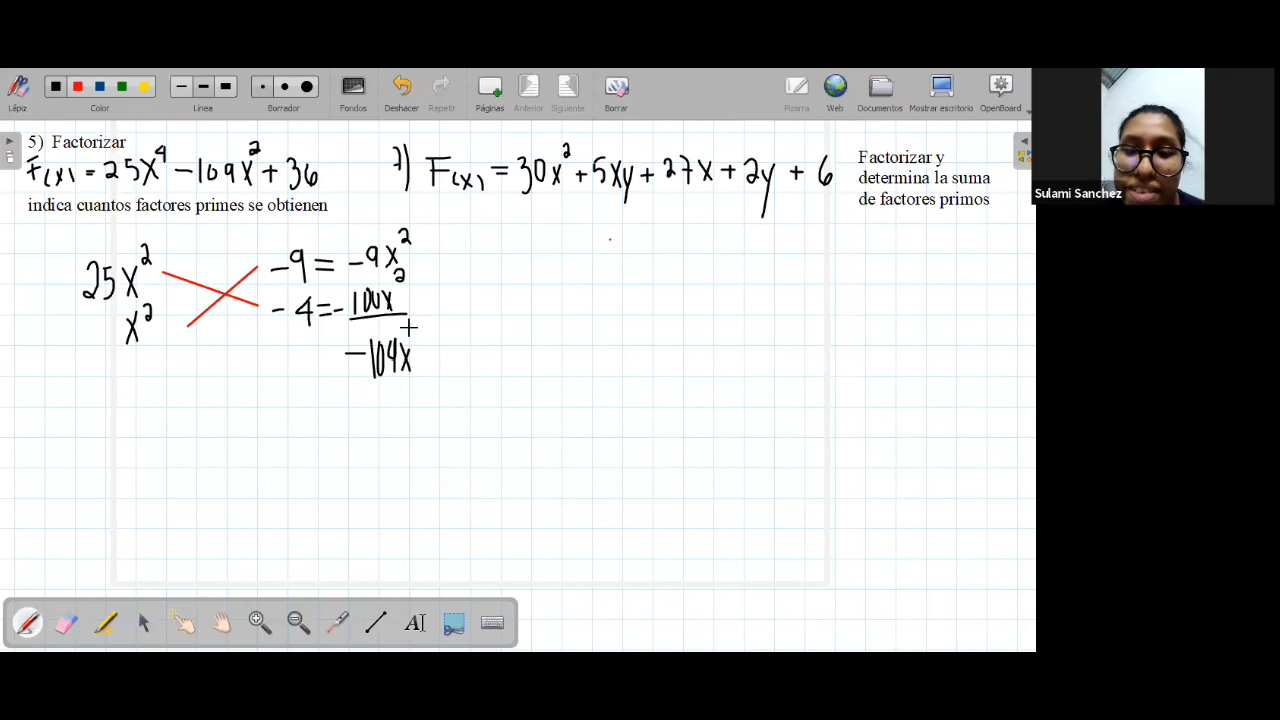 Lápiz Color Línea Borrador Fondos Deshacer Repetir Páginas Anterior Siguiente Borrar Pizarra Web Documentos Mostrar escritorio OpenBoard
Sulami Sanchez
5) Factorizar
F(x) = 25x⁴ - 109x² + 36
indica cuantos factores primes se obtienen
25x² -9 = -9x²
x² -4 = -100x²
-104x
7) F(x) = 30x² + 5xy + 27x + 2y + 6
Factorizar y
determina la suma
de factores primos